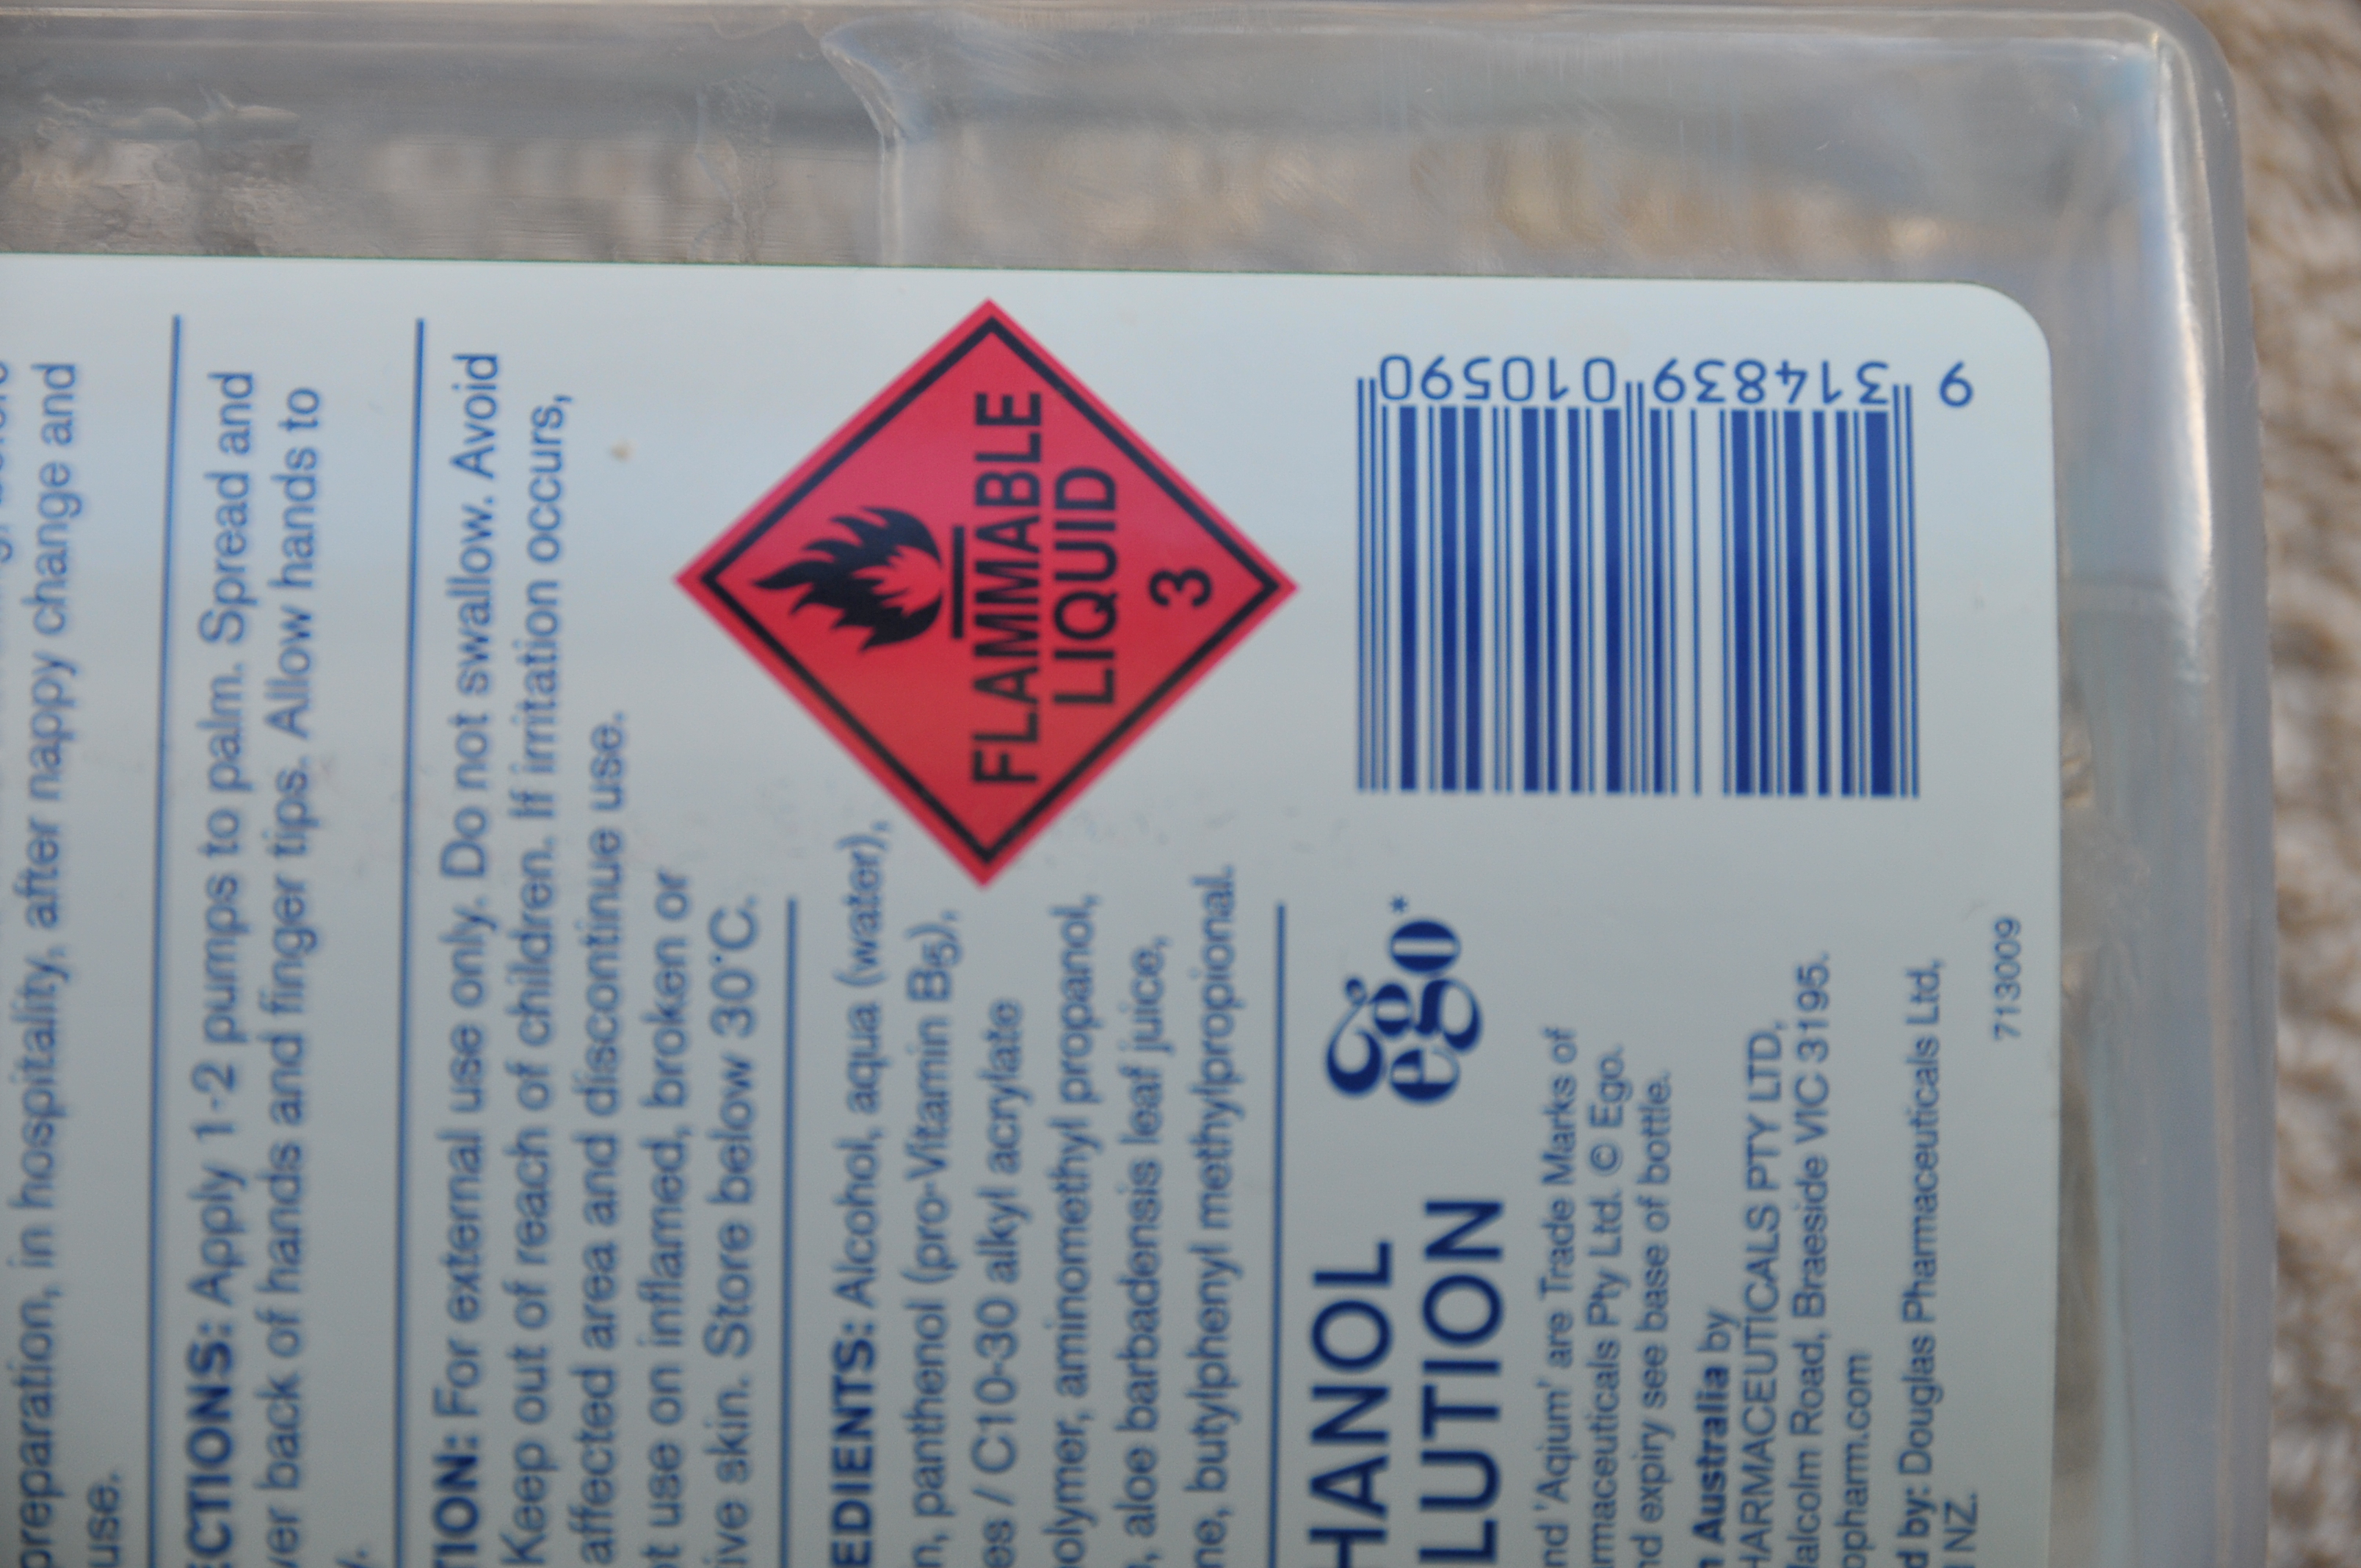 preparation, in hospitality, after nappy change and
use.
ECTIONS: Apply 1-2 pumps to palm. Spread and
ver back of hands and finger tips. Allow hands to
y.
TION: For external use only. Do not swallow. Avoid
Keep out of reach of children. If irritation occurs,
affected area and discontinue use.
ot use on inflamed, broken or
ive skin. Store below 30°C.
EDIENTS: Alcohol, aqua (water),
n, panthenol (pro-Vitamin B5),
es / C10-30 alkyl acrylate
olymer, aminomethyl propanol,
, aloe barbadensis leaf juice,
ne, butylphenyl methylpropional.
FLAMMABLE
LIQUID
3
HANOL
LUTION
ego*
nd 'Aqium' are Trade Marks of
rmaceuticals Pty Ltd. © Ego.
nd expiry see base of bottle.
n Australia by
HARMACEUTICALS PTY LTD,
alcolm Road, Braeside VIC 3195.
opharm.com
d by: Douglas Pharmaceuticals Ltd,
NZ.
713009
9 314839 010590